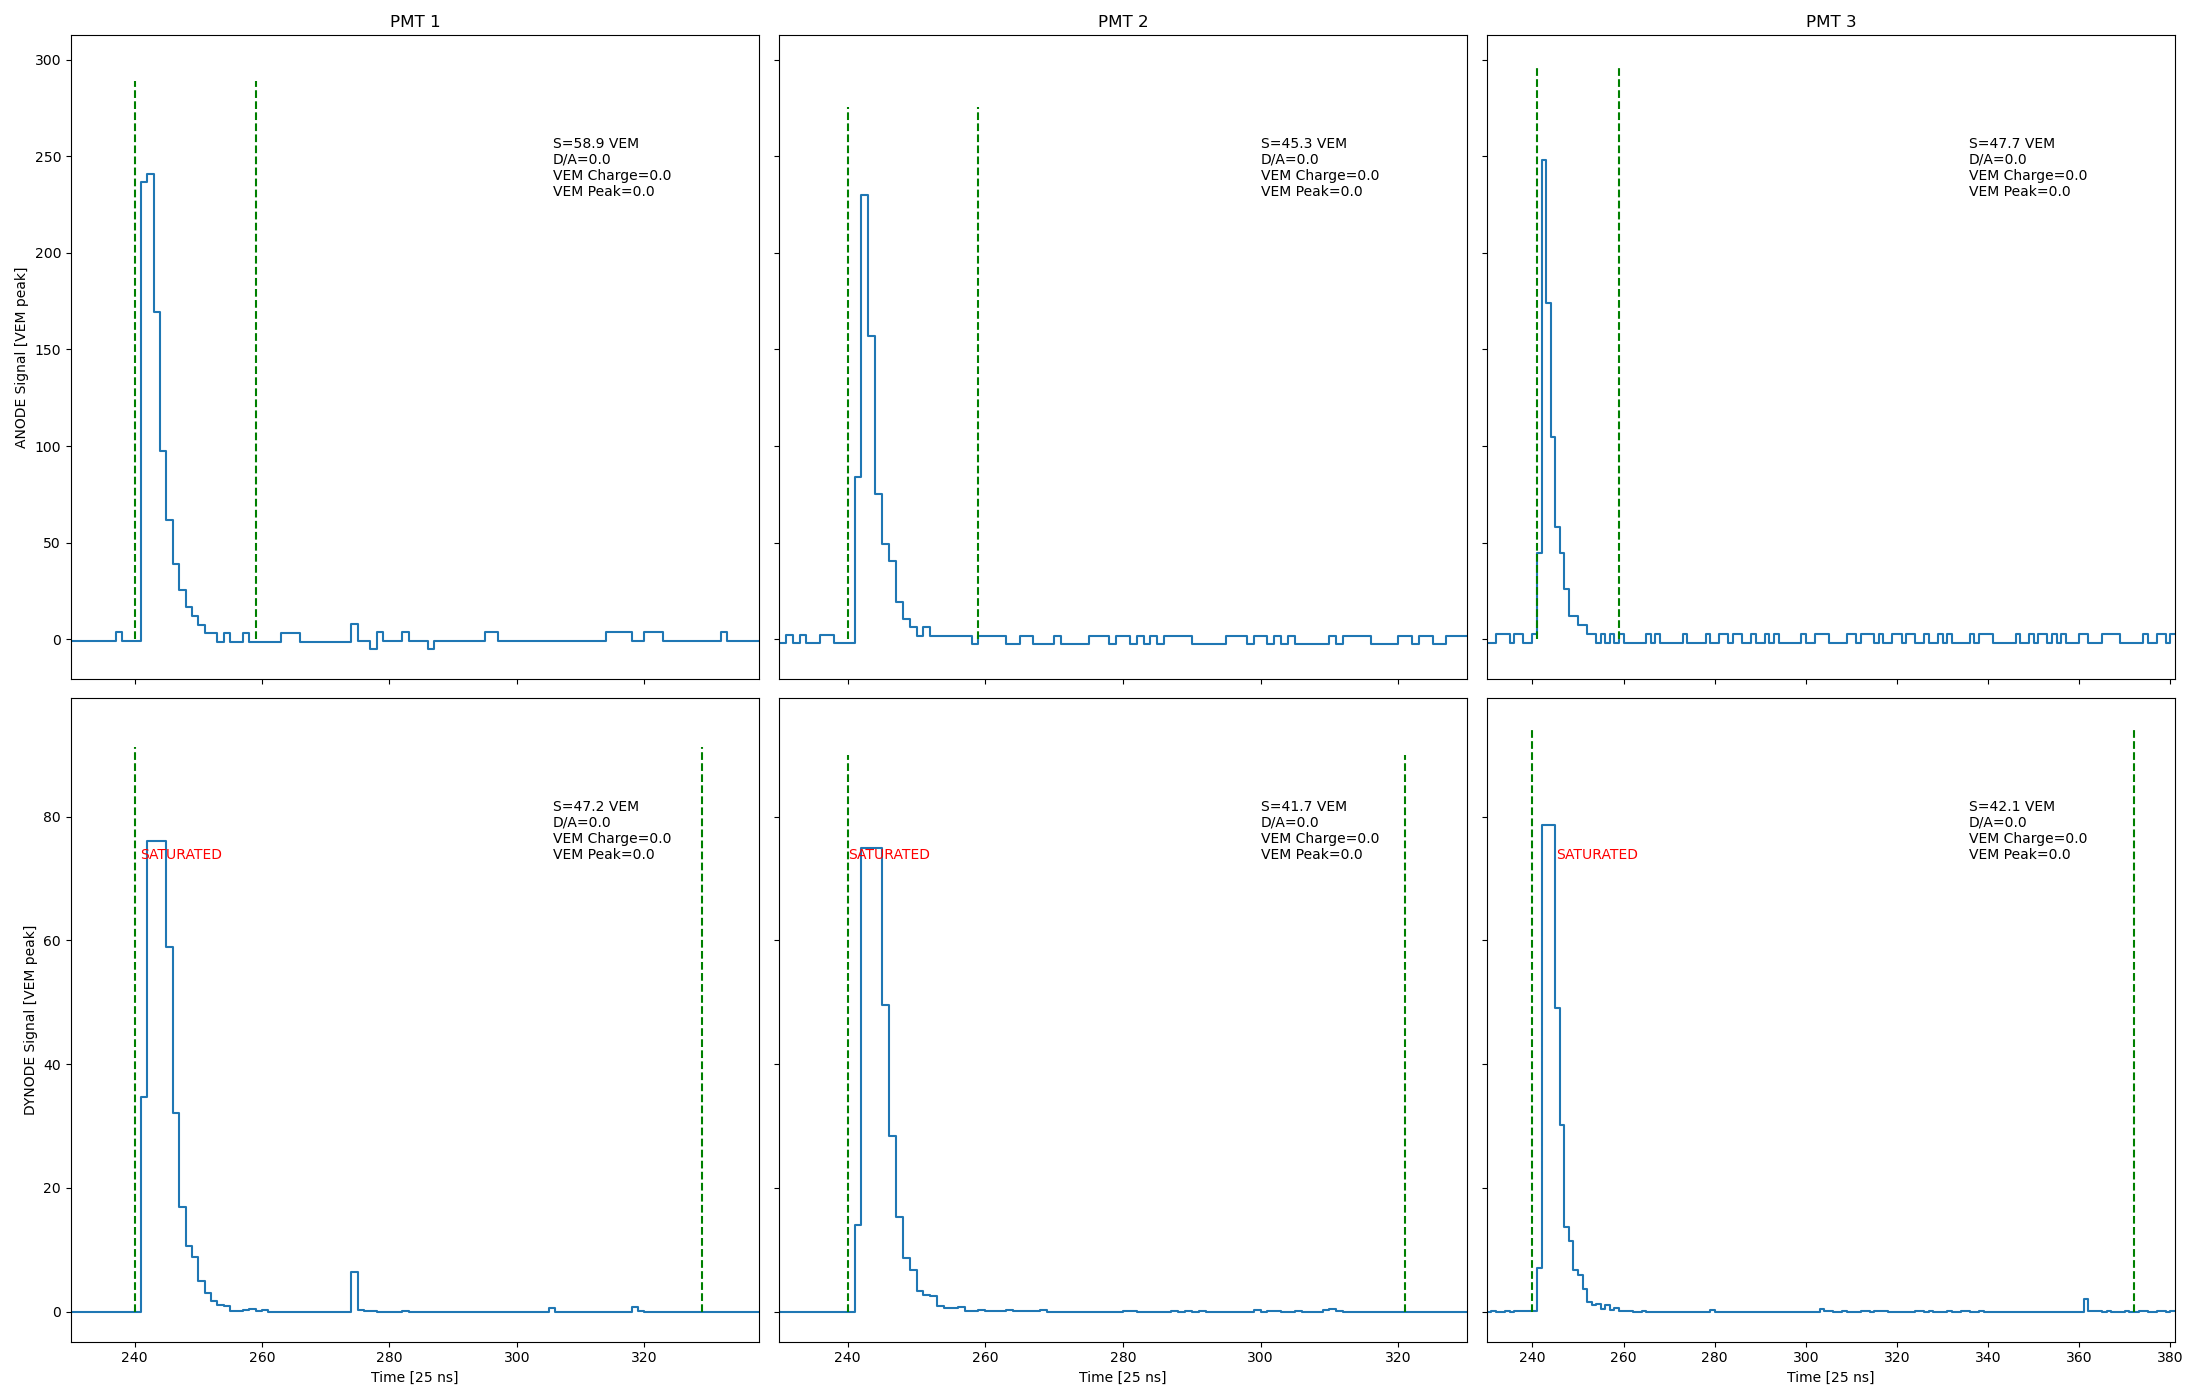 PMT 1
PMT 2
PMT 3
300
250
200
150
100
50
0
ANODE Signal [VEM peak]
S=58.9 VEM
D/A=0.0
VEM Charge=0.0
VEM Peak=0.0
S=45.3 VEM
D/A=0.0
VEM Charge=0.0
VEM Peak=0.0
S=47.7 VEM
D/A=0.0
VEM Charge=0.0
VEM Peak=0.0
80
60
40
20
0
DYNODE Signal [VEM peak]
S=47.2 VEM
D/A=0.0
VEM Charge=0.0
VEM Peak=0.0
SATURATED
S=41.7 VEM
D/A=0.0
VEM Charge=0.0
VEM Peak=0.0
SATURATED
S=42.1 VEM
D/A=0.0
VEM Charge=0.0
VEM Peak=0.0
SATURATED
240 260 280 300 320
Time [25 ns]
240 260 280 300 320
Time [25 ns]
240 260 280 300 320 340 360 380
Time [25 ns]